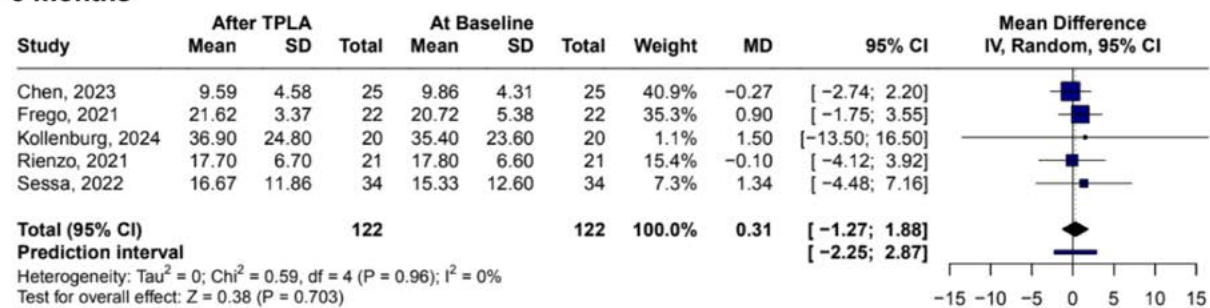 After TPLA At Baseline Mean Difference
Study Mean SD Total Mean SD Total Weight MD 95% CI IV, Random, 95% CI
Chen, 2023 9.59 4.58 25 9.86 4.31 25 40.9% −0.27 [ −2.74; 2.20]
Frego, 2021 21.62 3.37 22 20.72 5.38 22 35.3% 0.90 [ −1.75; 3.55]
Kollenburg, 2024 36.90 24.80 20 35.40 23.60 20 1.1% 1.50 [−13.50; 16.50]
Rienzo, 2021 17.70 6.70 21 17.80 6.60 21 15.4% −0.10 [ −4.12; 3.92]
Sessa, 2022 16.67 11.86 34 15.33 12.60 34 7.3% 1.34 [ −4.48; 7.16]
Total (95% CI) 122 122 100.0% 0.31 [ −1.27; 1.88]
Prediction interval [ −2.25; 2.87]
Heterogeneity: Tau² = 0; Chi² = 0.59, df = 4 (P = 0.96); I² = 0%
Test for overall effect: Z = 0.38 (P = 0.703)
−15 −10 −5 0 5 10 15